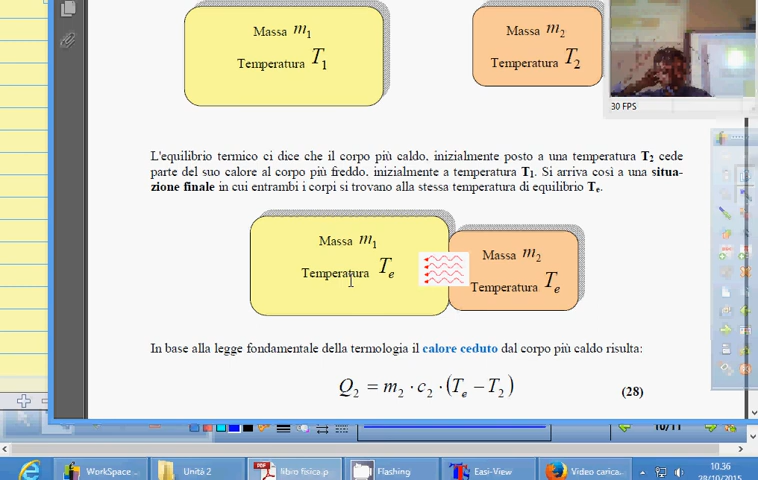 Massa m₁
Massa m₂
Temperatura T₁
Temperatura T₂
30 FPS
L'equilibrio termico ci dice che il corpo più caldo, inizialmente posto a una temperatura T₂ cede
parte del suo calore al corpo più freddo, inizialmente a temperatura T₁. Si arriva così a una situa-
zione finale in cui entrambi i corpi si trovano alla stessa temperatura di equilibrio Tₑ.
Massa m₁
Massa m₂
Temperatura Tₑ
Temperatura Tₑ
In base alla legge fondamentale della termologia il calore ceduto dal corpo più caldo risulta:
Q₂ = m₂ · c₂ · (Tₑ − T₂)
(28)
10/11
WorkSpace ...
Unità 2
libro fisica.p...
Flashing
Easi-View
Video carica...
10.36
28/10/2015